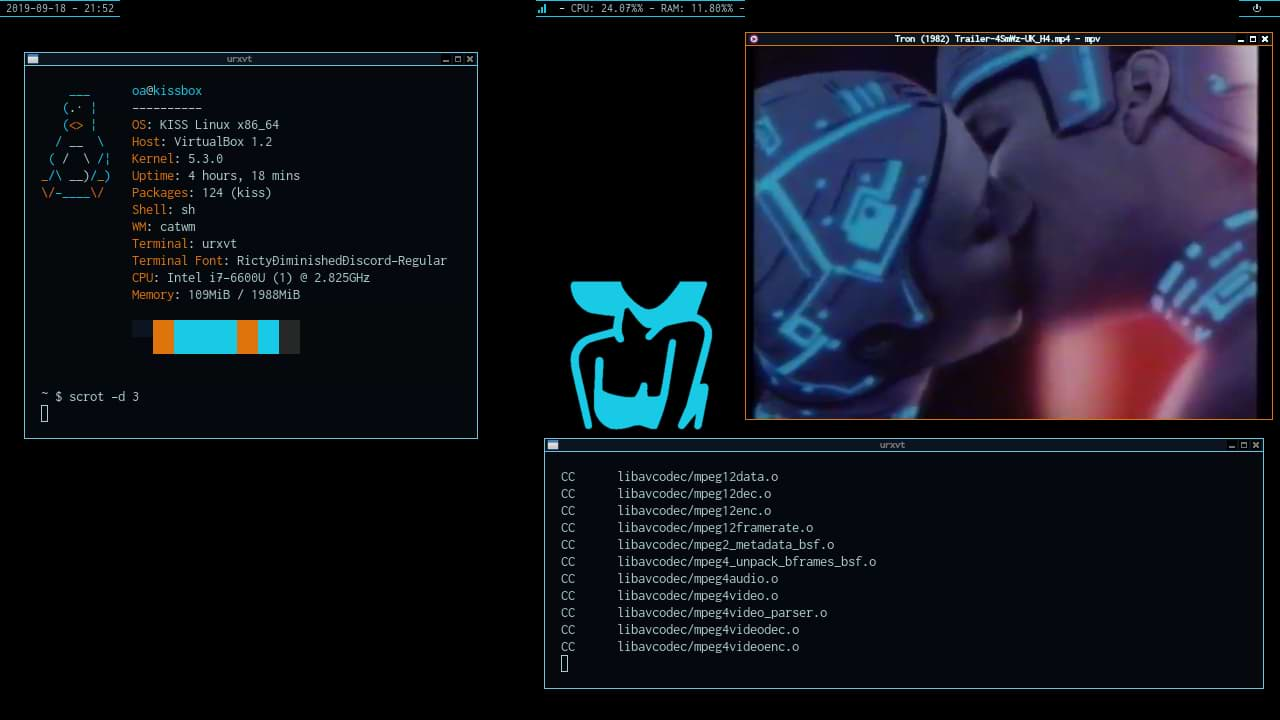 2019-09-18 - 21:52
- CPU: 24.07%% - RAM: 11.80%% -
urxvt
oa@kissbox
----------
OS: KISS Linux x86_64
Host: VirtualBox 1.2
Kernel: 5.3.0
Uptime: 4 hours, 18 mins
Packages: 124 (kiss)
Shell: sh
WM: catwm
Terminal: urxvt
Terminal Font: RictyDiminishedDiscord-Regular
CPU: Intel i7-6600U (1) @ 2.825GHz
Memory: 109MiB / 1988MiB
~ $ scrot -d 3
Tron (1982) Trailer-4SmWz-UK_H4.mp4 - mpv
urxvt
CC libavcodec/mpeg12data.o
CC libavcodec/mpeg12dec.o
CC libavcodec/mpeg12enc.o
CC libavcodec/mpeg12framerate.o
CC libavcodec/mpeg2_metadata_bsf.o
CC libavcodec/mpeg4_unpack_bframes_bsf.o
CC libavcodec/mpeg4audio.o
CC libavcodec/mpeg4video.o
CC libavcodec/mpeg4video_parser.o
CC libavcodec/mpeg4videodec.o
CC libavcodec/mpeg4videoenc.o